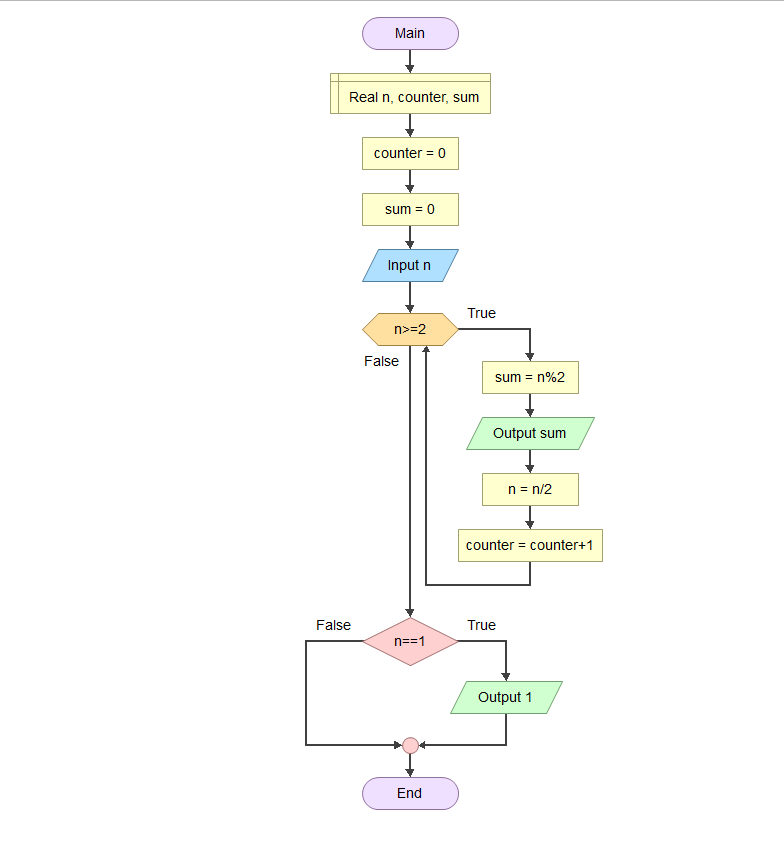 Main
Real n, counter, sum
counter = 0
sum = 0
Input n
n>=2
True
False
sum = n%2
Output sum
n = n/2
counter = counter+1
False
n==1
True
Output 1
End